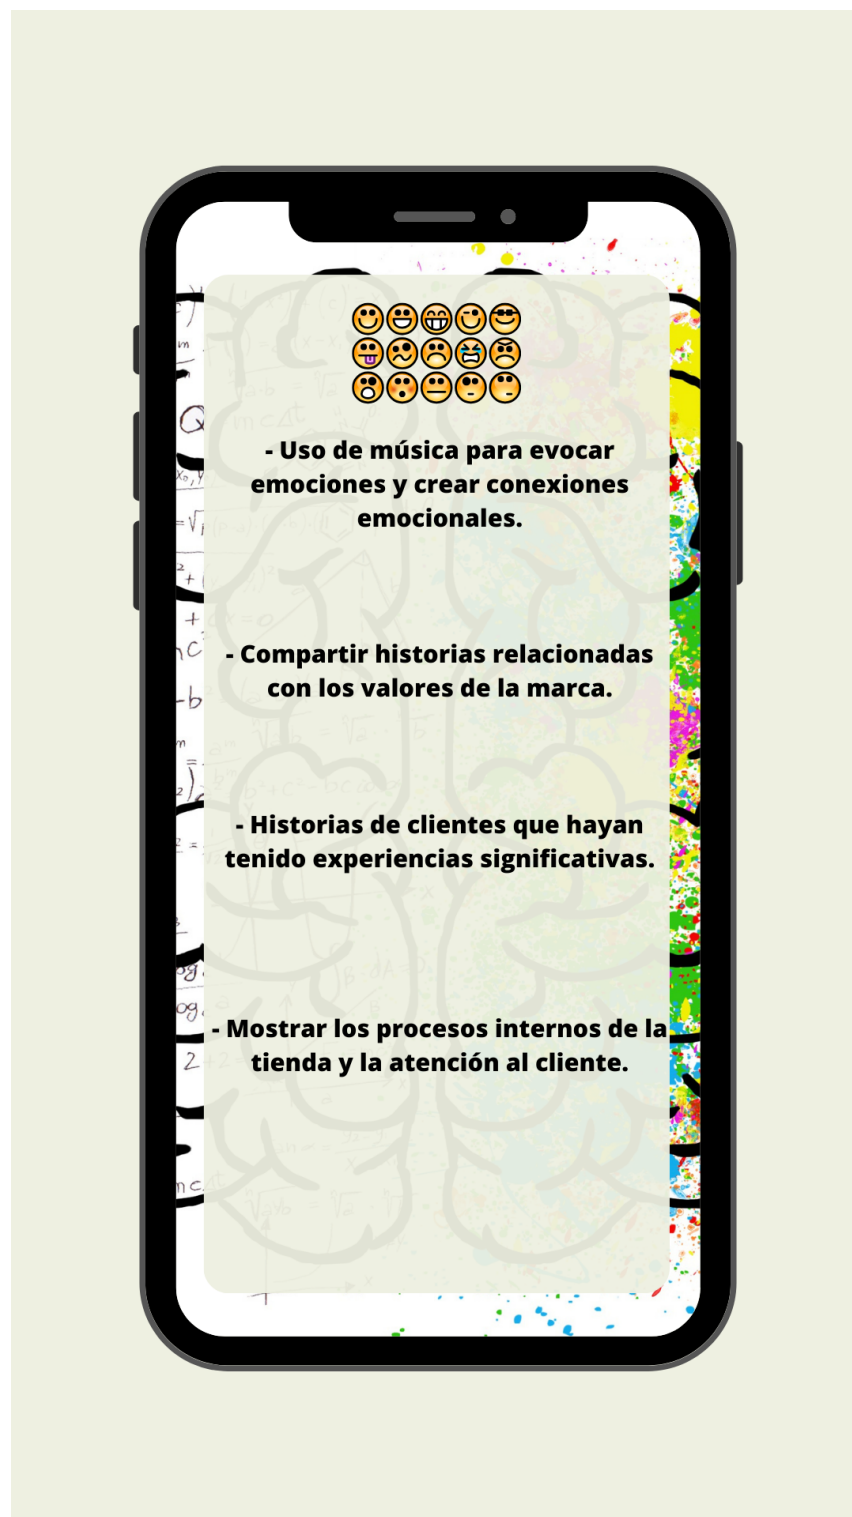 - Uso de música para evocar
emociones y crear conexiones
emocionales.
- Compartir historias relacionadas
con los valores de la marca.
- Historias de clientes que hayan
tenido experiencias significativas.
- Mostrar los procesos internos de la
tienda y la atención al cliente.